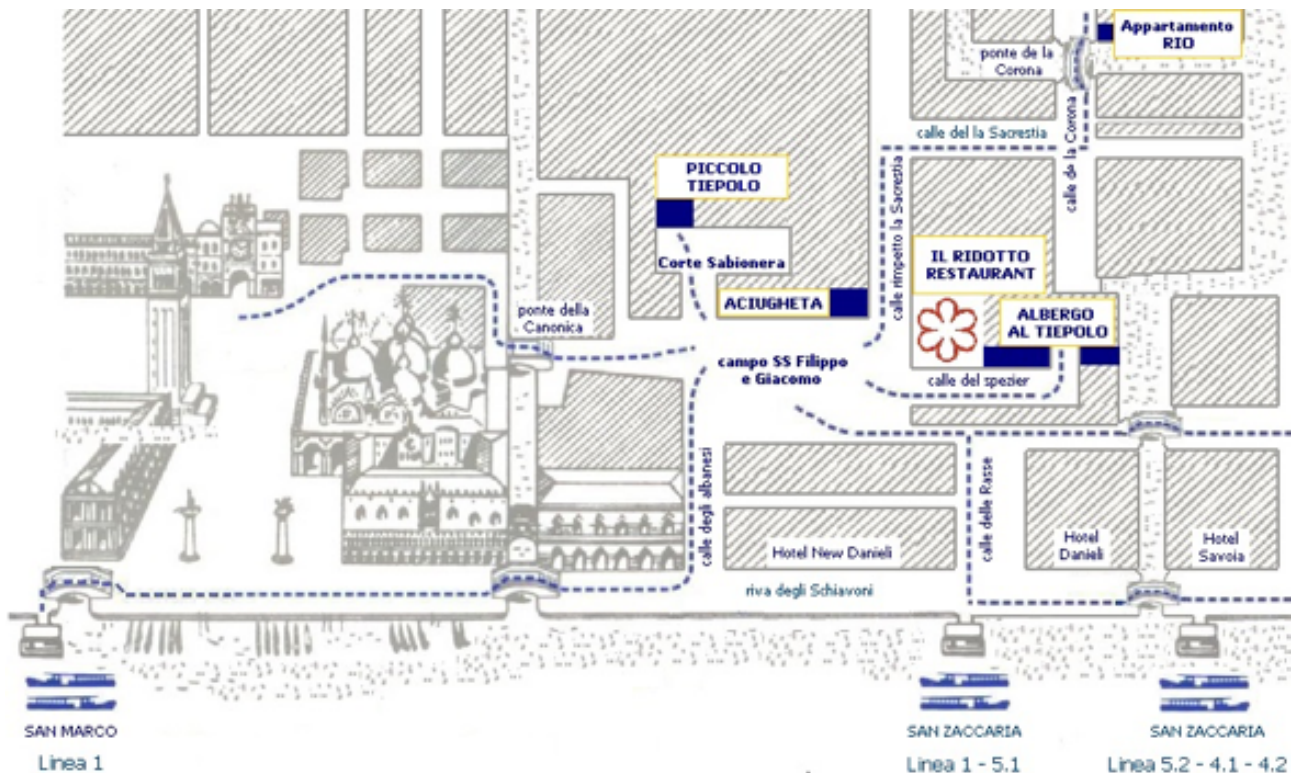 Appartamento
RIO
ponte de la
Corona
calle de la Corona
calle del la Sacrestia
PICCOLO
TIEPOLO
calle rimpetto la Sacrestia
Corte Sabionera
IL RIDOTTO
RESTAURANT
ACIUGHETA
ALBERGO
AL TIEPOLO
ponte della
Canonica
campo SS Filippo
e Giacomo
calle del spezier
calle degli albanesi
calle delle Rasse
Hotel New Danieli
Hotel
Danieli
Hotel
Savoia
riva degli Schiavoni
SAN MARCO
Linea 1
SAN ZACCARIA
Linea 1 - 5.1
SAN ZACCARIA
Linea 5.2 - 4.1 - 4.2